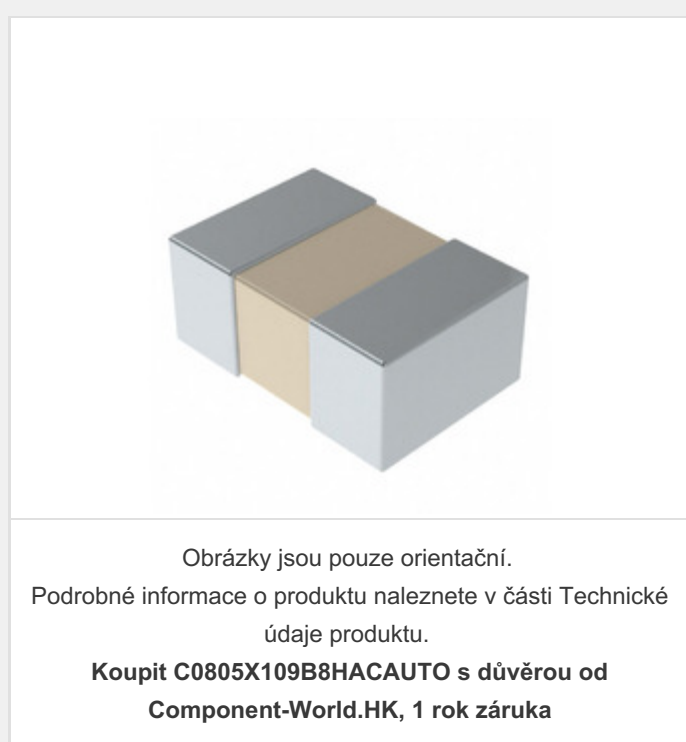 Obrázky jsou pouze orientační.
Podrobné informace o produktu naleznete v části Technické
údaje produktu.
Koupit C0805X109B8HACAUTO s důvěrou od
Component-World.HK, 1 rok záruka